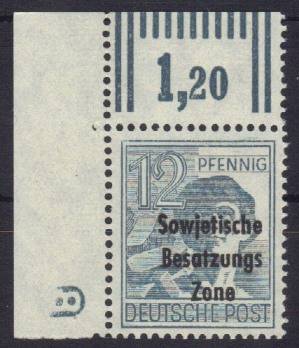 1,20
12 PFENNIG
Sowjetische
Besatzungs
Zone
DEUTSCHE POST